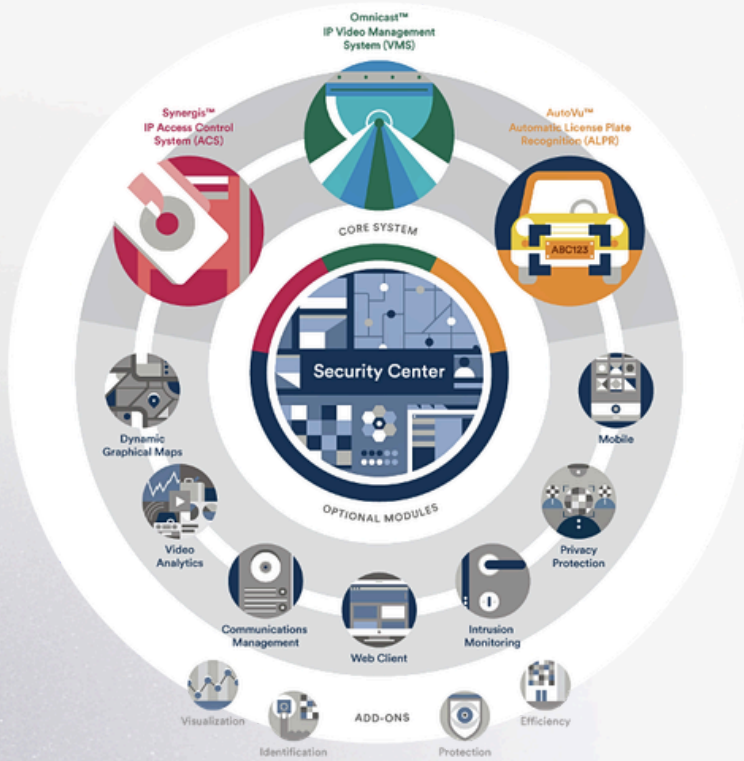 Omnicast™
IP Video Management
System (VMS)
Synergis™
IP Access Control
System (ACS)
AutoVu™
Automatic License Plate
Recognition (ALPR)
CORE SYSTEM
ABC123
Security Center
Dynamic
Graphical Maps
Mobile
OPTIONAL MODULES
Video
Analytics
Privacy
Protection
Communications
Management
Web Client
Intrusion
Monitoring
Visualization
Identification
ADD-ONS
Protection
Efficiency